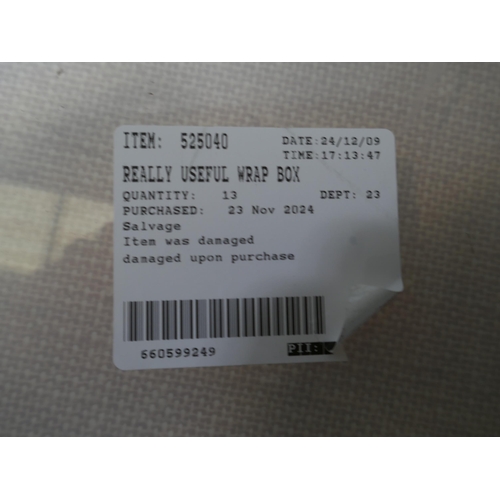 ITEM: 525040 DATE:24/12/09
TIME:17:13:47
REALLY USEFUL WRAP BOX
QUANTITY: 13 DEPT: 23
PURCHASED: 23 Nov 2024
Salvage
Item was damaged
damaged upon purchase
660599249 PII: